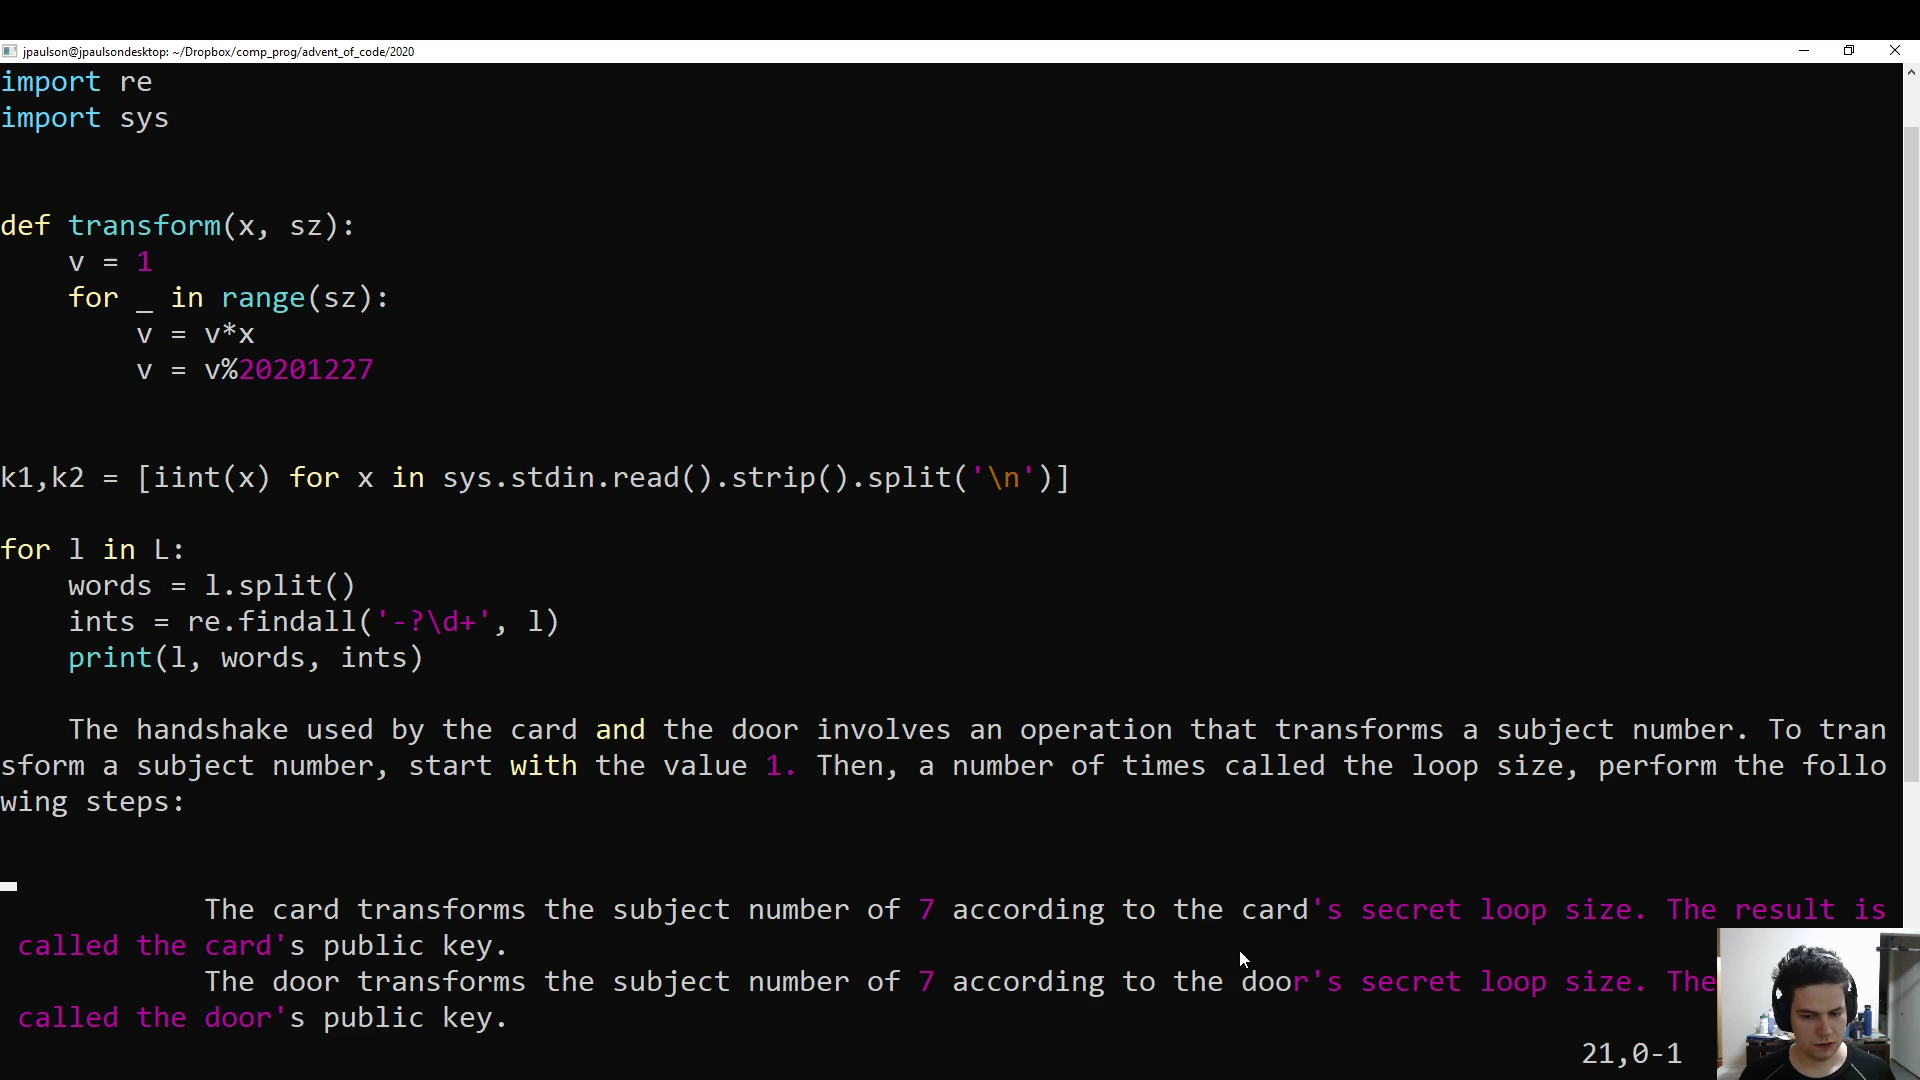 jpaulson@jpaulsondesktop: ~/Dropbox/comp_prog/advent_of_code/2020
import re
import sys
def transform(x, sz):
    v = 1
    for _ in range(sz):
        v = v*x
        v = v%20201227
k1,k2 = [iint(x) for x in sys.stdin.read().strip().split('\n')]
for l in L:
    words = l.split()
    ints = re.findall('-?\d+', l)
    print(l, words, ints)
    The handshake used by the card and the door involves an operation that transforms a subject number. To tran
sform a subject number, start with the value 1. Then, a number of times called the loop size, perform the follo
wing steps:
            The card transforms the subject number of 7 according to the card's secret loop size. The result is
 called the card's public key.
            The door transforms the subject number of 7 according to the door's secret loop size. The
 called the door's public key.
21,0-1